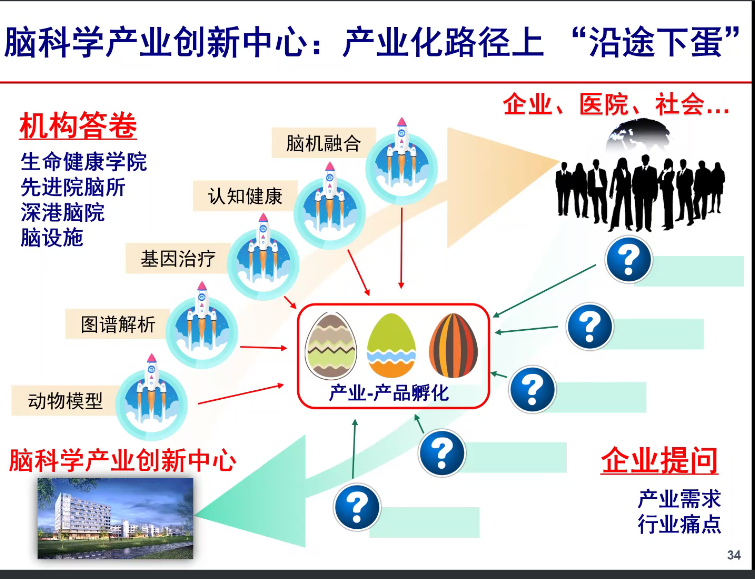 脑科学产业创新中心：产业化路径上 “沿途下蛋”
企业、医院、社会…
机构答卷
生命健康学院
先进院脑所
深港脑院
脑设施
脑机融合
认知健康
基因治疗
图谱解析
动物模型
?
?
?
?
?
产业-产品孵化
脑科学产业创新中心
企业提问
产业需求
行业痛点
34